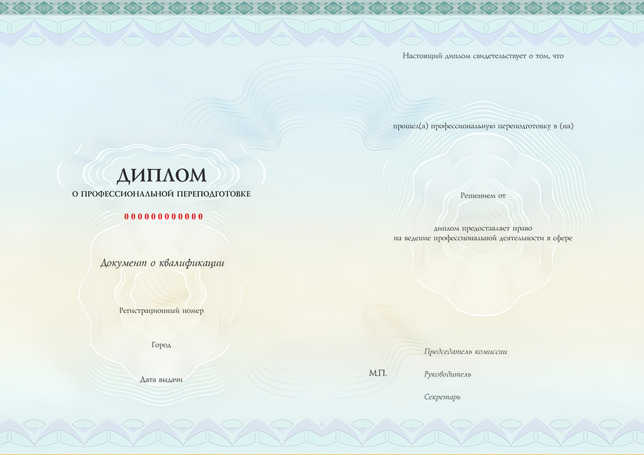 ДИПЛОМ
О ПРОФЕССИОНАЛЬНОЙ ПЕРЕПОДГОТОВКЕ
000000000000
Документ о квалификации
Регистрационный номер
Город
Дата выдачи
Настоящий диплом свидетельствует о том, что
прошел(а) профессиональную переподготовку в (на)
Решением от
диплом предоставляет право
на ведение профессиональной деятельности в сфере
М.П.
Председатель комиссии
Руководитель
Секретарь